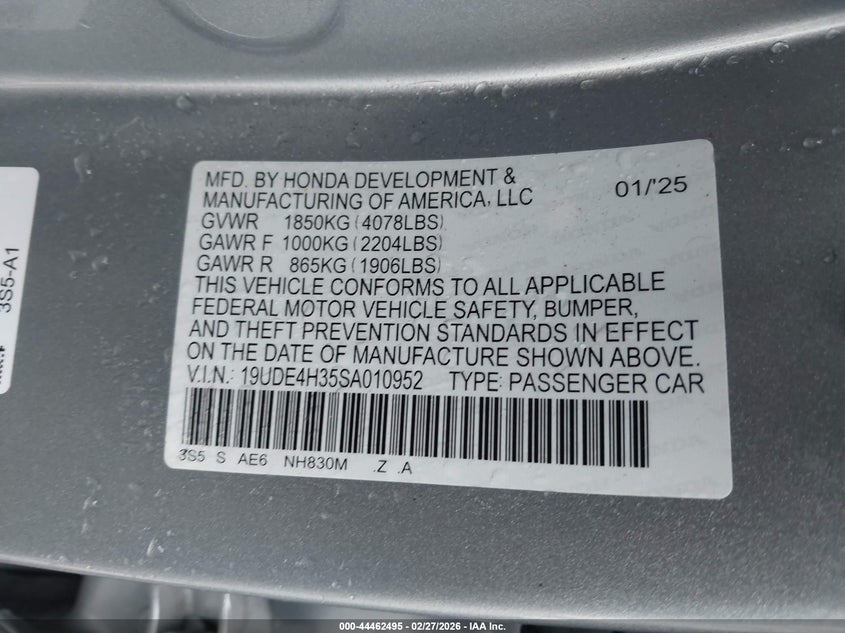 MFD. BY HONDA DEVELOPMENT &
MANUFACTURING OF AMERICA, LLC 01/'25
GVWR 1850KG (4078LBS)
GAWR F 1000KG (2204LBS)
GAWR R 865KG (1906LBS)
THIS VEHICLE CONFORMS TO ALL APPLICABLE
FEDERAL MOTOR VEHICLE SAFETY, BUMPER,
AND THEFT PREVENTION STANDARDS IN EFFECT
ON THE DATE OF MANUFACTURE SHOWN ABOVE.
V.I.N.: 19UDE4H35SA010952 TYPE: PASSENGER CAR
3S5 S AE6 NH830M .Z .A
3S5-A1
000-44462495 - 02/27/2026 - IAA Inc.